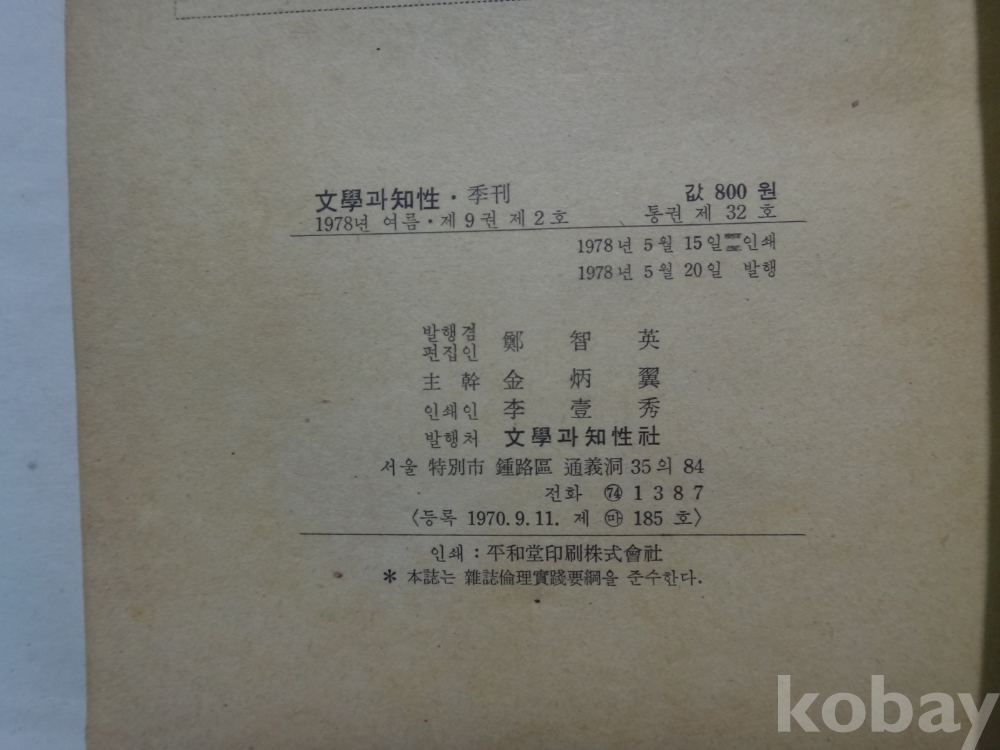 文學과知性·季刊 값 800 원
1978년 여름·제 9 권 제 2 호 통권 제 32 호
1978 년 5 월 15 일 인쇄
1978 년 5 월 20 일 발행
발행겸
편집인 鄭 智 英
主 幹 金 炳 翼
인쇄인 李 壹 秀
발행처 文學과知性社
서울 特別市 鍾路區 通義洞 35 의 84
전화 ㉔ 1 3 8 7
〈등록 1970. 9. 11. 제 ㉮ 185 호〉
인쇄 : 平和堂印刷株式會社
* 本誌는 雜誌倫理實踐要綱을 준수한다.
kobay